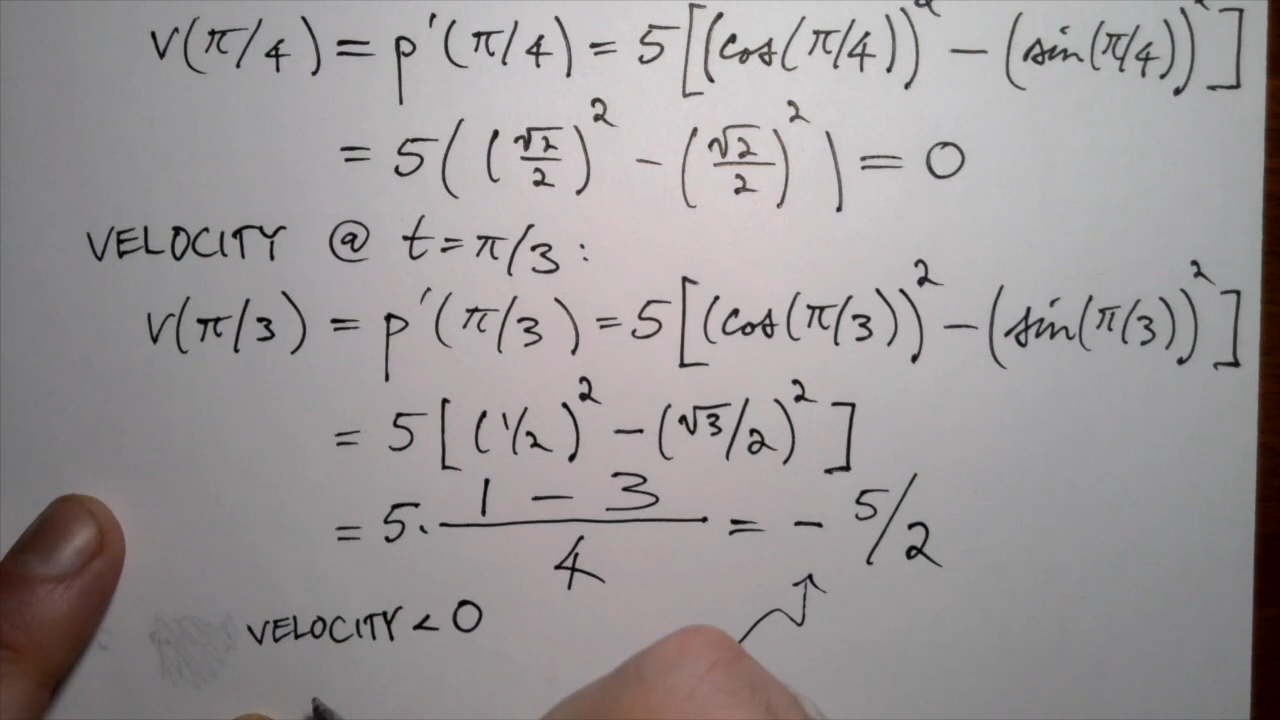 v(π/4) = p'(π/4) = 5[(cos(π/4))² − (sin(π/4))²]
= 5((√2/2)² − (√2/2)²) = 0
VELOCITY @ t=π/3:
v(π/3) = p'(π/3) = 5[(cos(π/3))² − (sin(π/3))²]
= 5[(1/2)² − (√3/2)²]
= 5· (1 − 3)/4 = − 5/2
VELOCITY < 0